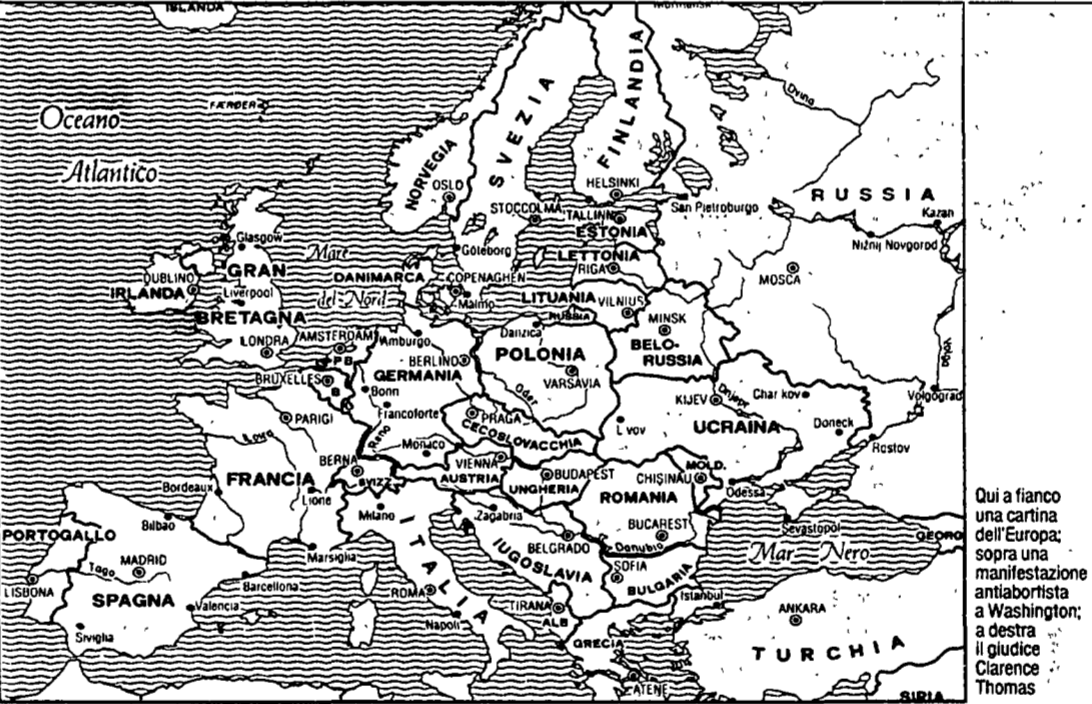 ISLANDA
Oceano
Atlantico
FÆRÖER
NORVEGIA
OSLO
SVEZIA
FINLANDIA
HELSINKI
STOCCOLMA
TALLINN
ESTONIA
San Pietroburgo
Dvina
RUSSIA
Kazan
Nižnij Novgorod
MOSCA
Glasgow
Mare
del Nord
Göteborg
LETTONIA
RIGA
DUBLINO
IRLANDA
GRAN
BRETAGNA
Liverpool
LONDRA
DANIMARCA
COPENAGHEN
Malmö
LITUANIA
VILNIUS
RUSSIA
MINSK
BELO-
RUSSIA
AMSTERDAM
Amburgo
Danzica
P.B.
BERLINO
POLONIA
VARSAVIA
GERMANIA
BRUXELLES
B.
Bonn
Oder
KIJEV
Dnjepr
Char kov
Volga
Volgograd
PARIGI
Francoforte
PRAGA
CECOSLOVACCHIA
L vov
UCRAINA
Doneck
Rostov
Loira
Reno
Monaco
BERNA
VIENNA
FRANCIA
SVIZZ.
AUSTRIA
BUDAPEST
UNGHERIA
CHIŞINAU
MOLD.
ROMANIA
Odessa
Bordeaux
Lione
Milano
Zagabria
BUCAREST
Sevastopol
Bilbao
BELGRADO
Danubio
Mar Nero
GEORG
PORTOGALLO
MADRID
Marsiglia
ITALIA
IUGOSLAVIA
SOFIA
BULGARIA
Istanbul
Tago
LISBONA
SPAGNA
Barcellona
Valencia
ROMA
TIRANA
ALB
ANKARA
Siviglia
Napoli
GRECIA
TURCHIA
ATENE
SIRIA
Qui a fianco
una cartina
dell'Europa;
sopra una
manifestazione
antiabortista
a Washington;
a destra
il giudice
Clarence
Thomas